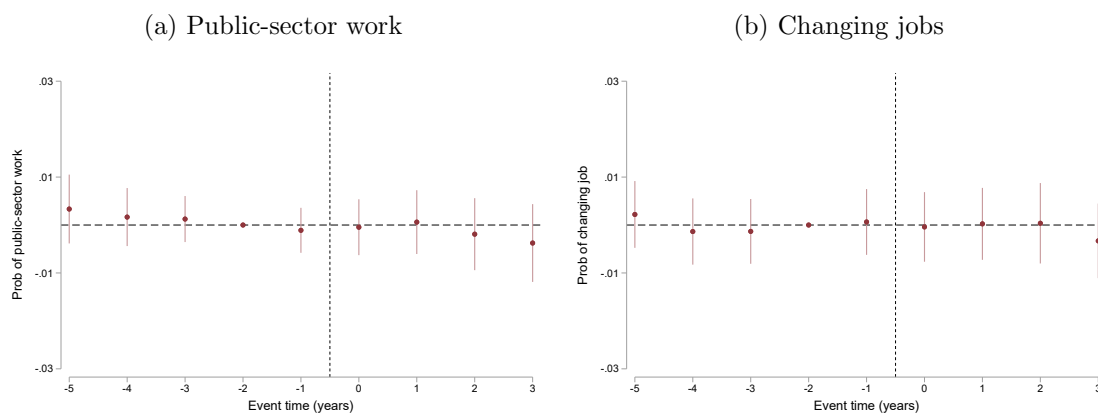 (a) Public-sector work
.03
.01
-.01
-.03
Prob of public-sector work
-5 -4 -3 -2 -1 0 1 2 3
Event time (years)
(b) Changing jobs
.03
.01
-.01
-.03
Prob of changing job
-5 -4 -3 -2 -1 0 1 2 3
Event time (years)